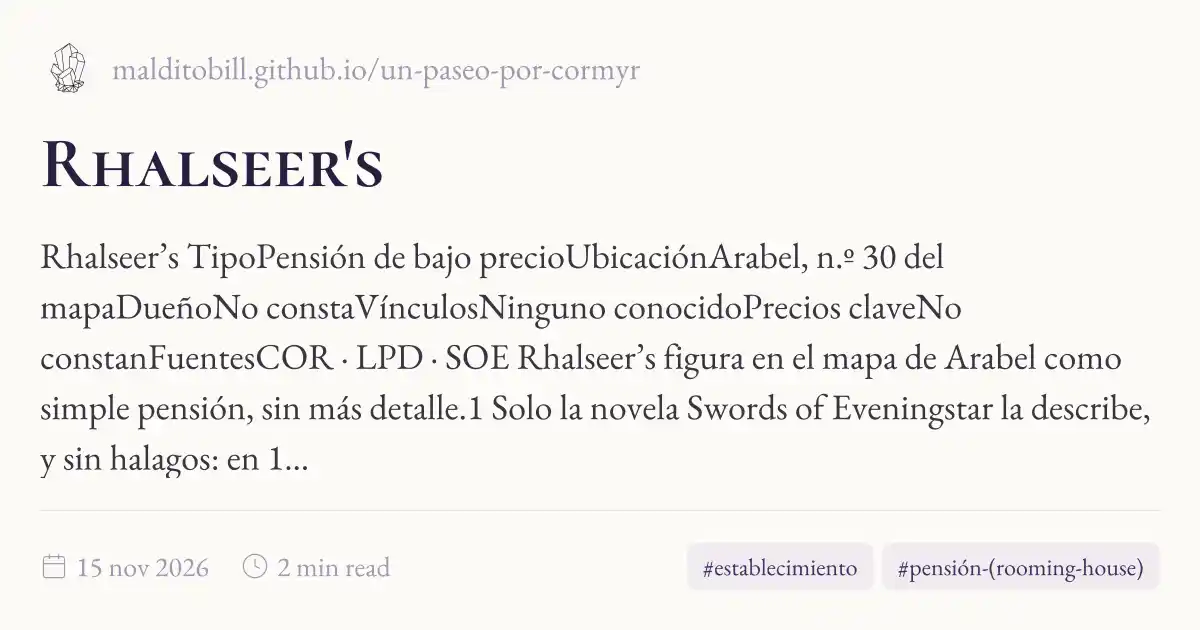 malditobill.github.io/un-paseo-por-cormyr
Rhalseer's
Rhalseer’s TipoPensión de bajo precioUbicaciónArabel, n.º 30 del
mapaDueñoNo constaVínculosNinguno conocidoPrecios claveNo
constanFuentesCOR · LPD · SOE Rhalseer’s figura en el mapa de Arabel como
simple pensión, sin más detalle.1 Solo la novela Swords of Eveningstar la describe,
y sin halagos: en 1...
15 nov 2026 2 min read #establecimiento #pensión-(rooming-house)